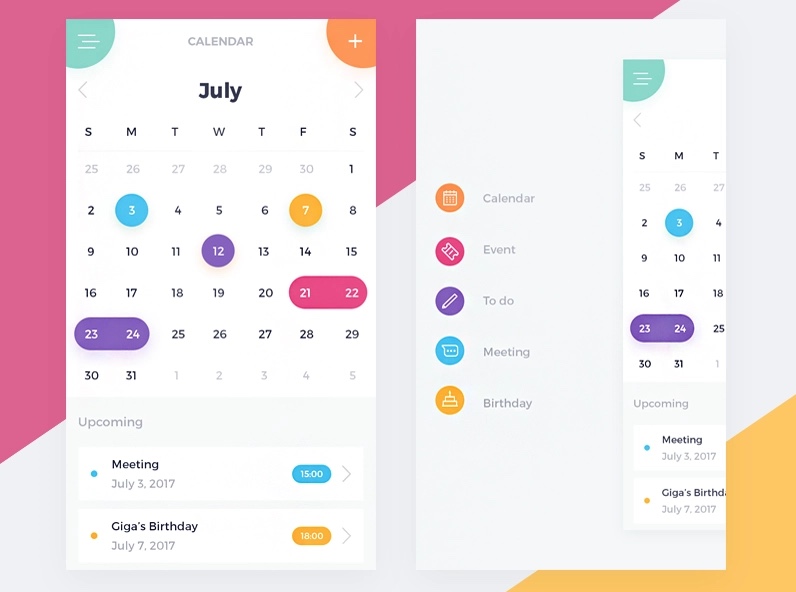 CALENDAR
July
S M T W T F S
25 26 27 28 29 30 1
2 3 4 5 6 7 8
9 10 11 12 13 14 15
16 17 18 19 20 21 22
23 24 25 26 27 28 29
30 31 1 2 3 4 5
Upcoming
Meeting
July 3, 2017
15:00
Giga's Birthday
July 7, 2017
18:00
Calendar
Event
To do
Meeting
Birthday
S M T
25 26 27
2 3 4
9 10 11
16 17 18
23 24 25
30 31 1
Upcoming
Meeting
July 3, 2017
Giga's Birthd
July 7, 2017